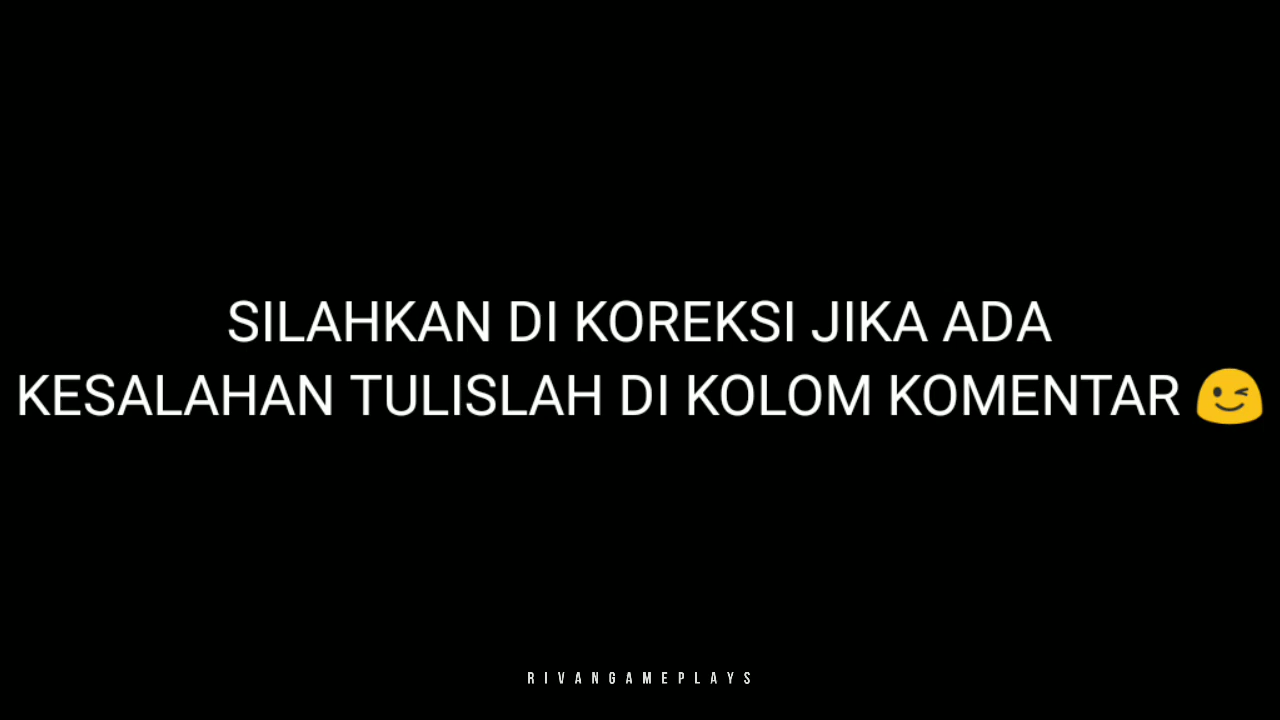 SILAHKAN DI KOREKSI JIKA ADA
KESALAHAN TULISLAH DI KOLOM KOMENTAR 😉
RIVANGAMEPLAYS